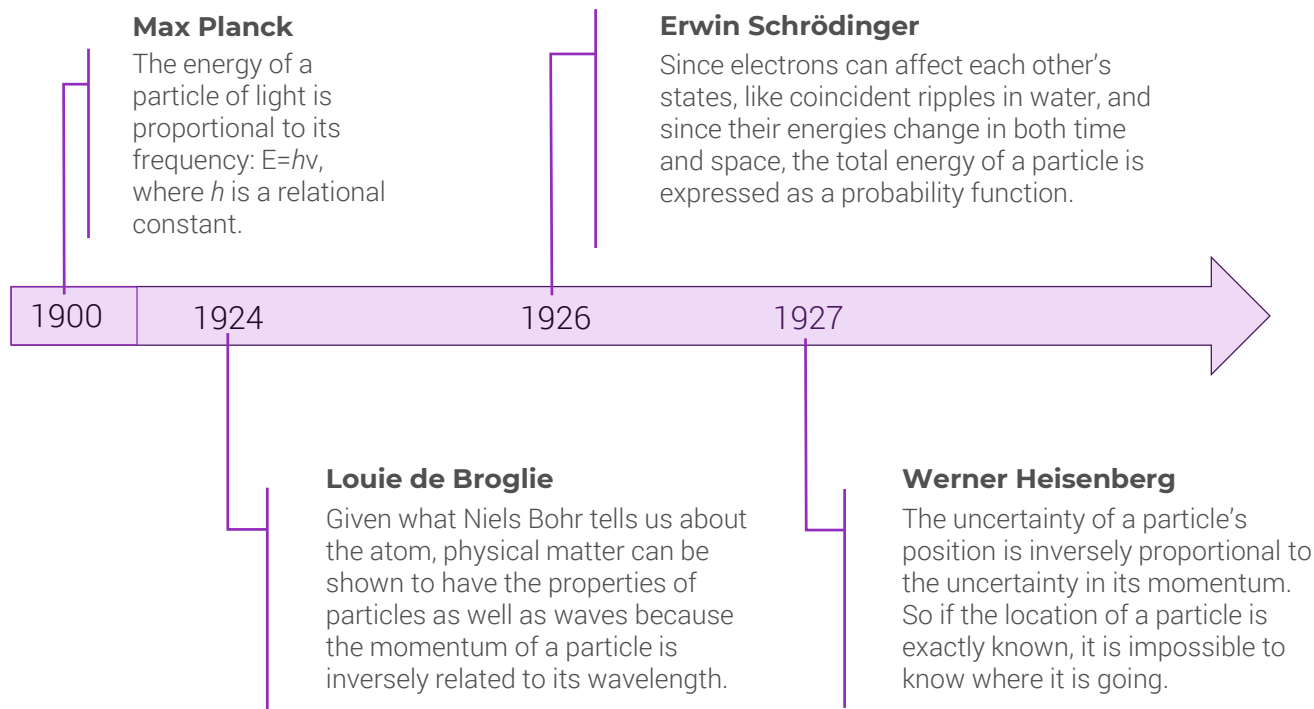 Max Planck
The energy of a
particle of light is
proportional to its
frequency: E=hν,
where h is a relational
constant.
Erwin Schrödinger
Since electrons can affect each other’s
states, like coincident ripples in water, and
since their energies change in both time
and space, the total energy of a particle is
expressed as a probability function.
1900
1924
1926
1927
Louie de Broglie
Given what Niels Bohr tells us about
the atom, physical matter can be
shown to have the properties of
particles as well as waves because
the momentum of a particle is
inversely related to its wavelength.
Werner Heisenberg
The uncertainty of a particle’s
position is inversely proportional to
the uncertainty in its momentum.
So if the location of a particle is
exactly known, it is impossible to
know where it is going.